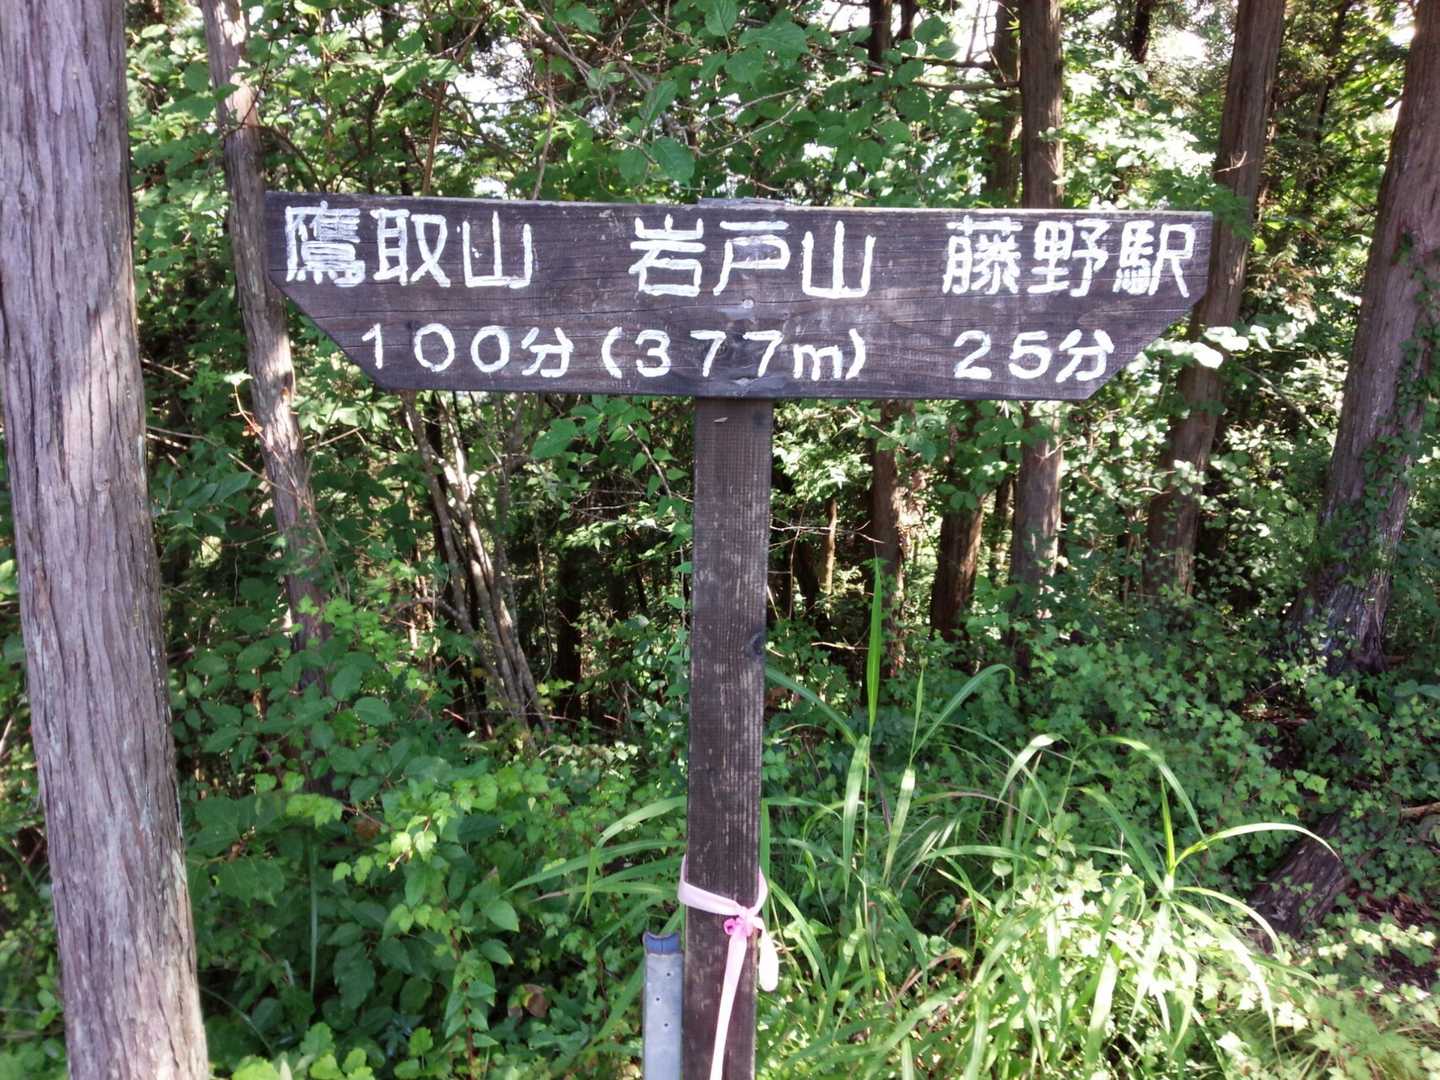 鷹取山 岩戸山 藤野駅
100分 (377m) 25分